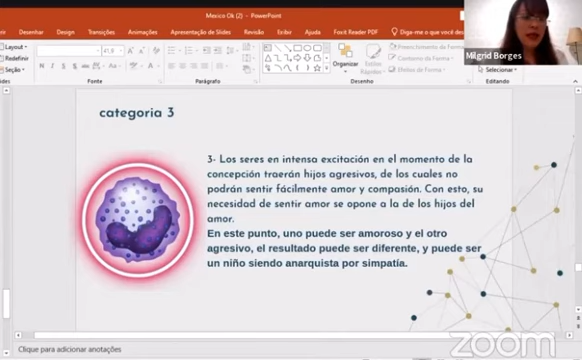 Mexico Ok (2) - PowerPoint
Desenhar Design Transições Animações Apresentação de Slides Revisão Exibir Ajuda Foxit Reader PDF Diga-me o que
Layout
Redefinir
Seção
Organizar Estilos
Rápidos
Preenchimento da Forma
Contorno da Forma
Efeitos de Forma
Selecionar
Fonte Parágrafo Desenho Editando
Milgrid Borges
categoria 3
3- Los seres en intensa excitación en el momento de la
concepción traerán hijos agresivos, de los cuales no
podrán sentir fácilmente amor y compasión. Con esto, su
necesidad de sentir amor se opone a la de los hijos del
amor.
En este punto, uno puede ser amoroso y el otro
agresivo, el resultado puede ser diferente, y puede ser
un niño siendo anarquista por simpatía.
Clique para adicionar anotações
zoom